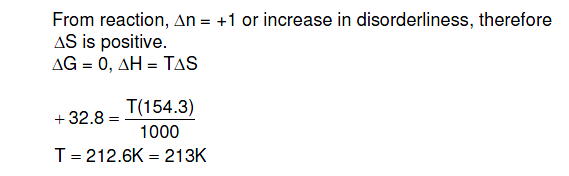 From reaction, Δn = +1 or increase in disorderliness, therefore
ΔS is positive.
ΔG = 0, ΔH = TΔS
+ 32.8 = T(154.3)/1000
T = 212.6K = 213K